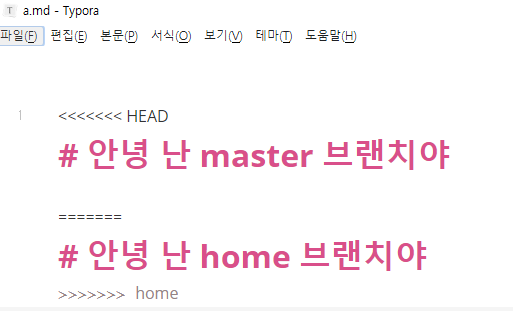 T a.md - Typora
파일(F) 편집(E) 본문(P) 서식(O) 보기(V) 테마(T) 도움말(H)
1 <<<<<<< HEAD
# 안녕 난 master 브랜치야
=======
# 안녕 난 home 브랜치야
>>>>>>> home